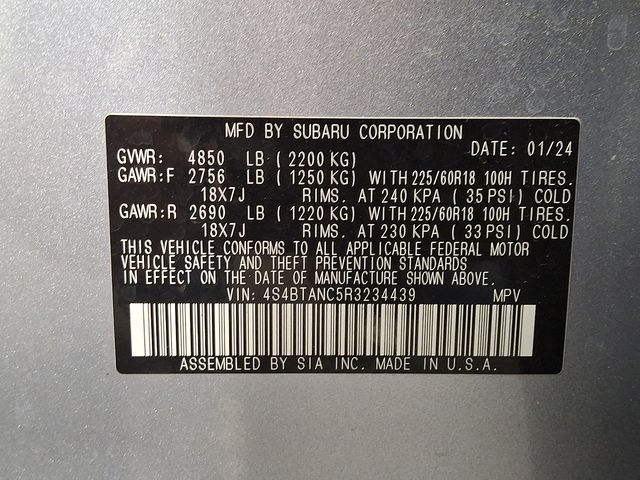 MFD BY SUBARU CORPORATION
DATE: 01/24
GVWR: 4850 LB (2200 KG)
GAWR:F 2756 LB (1250 KG) WITH 225/60R18 100H TIRES.
18X7J RIMS. AT 240 KPA (35 PSI) COLD
GAWR:R 2690 LB (1220 KG) WITH 225/60R18 100H TIRES.
18X7J RIMS. AT 230 KPA (33 PSI) COLD
THIS VEHICLE CONFORMS TO ALL APPLICABLE FEDERAL MOTOR
VEHICLE SAFETY AND THEFT PREVENTION STANDARDS
IN EFFECT ON THE DATE OF MANUFACTURE SHOWN ABOVE.
VIN: 4S4BTANC5R3234439 MPV
ASSEMBLED BY SIA INC. MADE IN U.S.A.